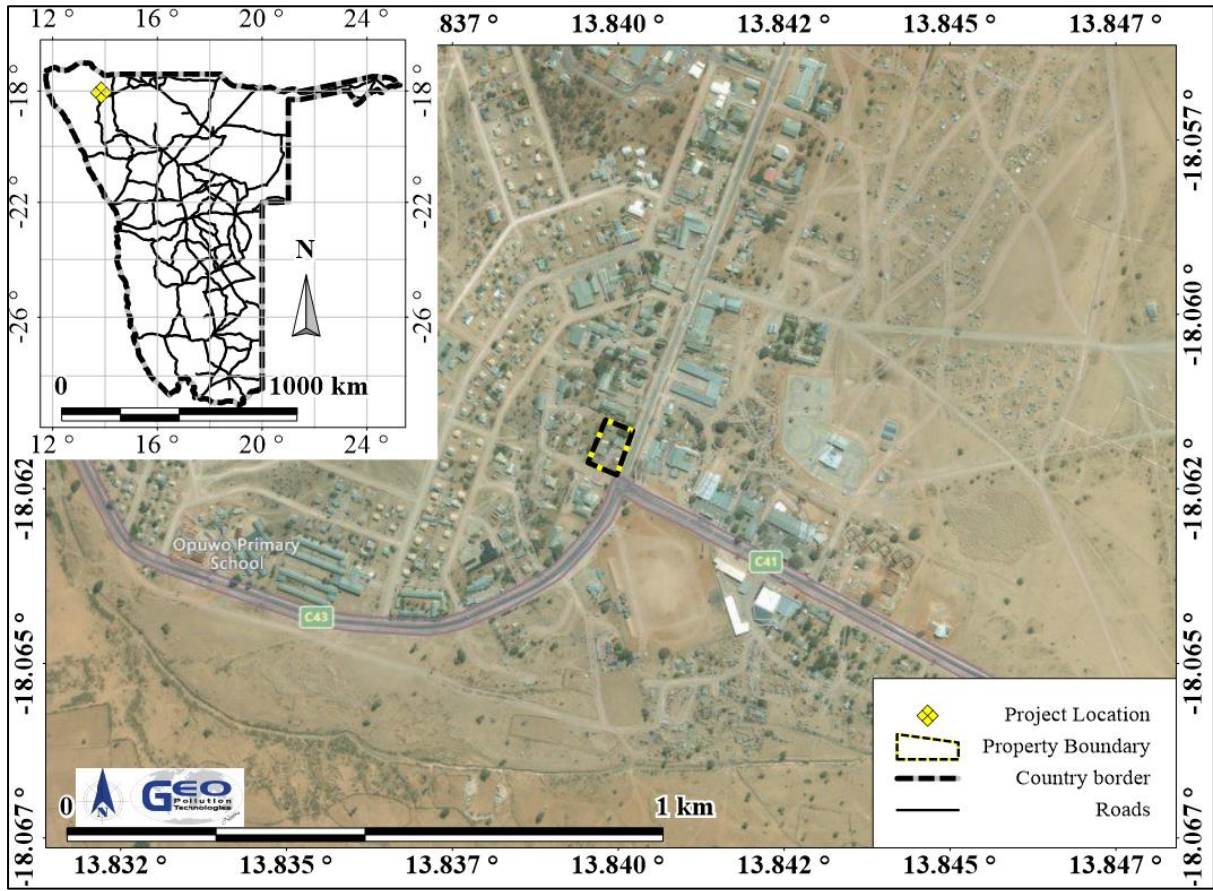 12 ° 16 ° 20 ° 24 °
.837 ° 13.840 ° 13.842 ° 13.845 ° 13.847 °
-18 °
-22 °
-26 °
-18 °
-22 °
-26 °
N
0 1000 km
12 ° 16 ° 20 ° 24 °
-18.057 °
-18.060 °
-18.062 °
-18.065 °
-18.067 °
-18.062 °
-18.065 °
-18.067 °
Opuwo Primary
School
C43
C41
Project Location
Property Boundary
Country border
Roads
N
GEO
Pollution
Technologies
0 1 km
13.832 ° 13.835 ° 13.837 ° 13.840 ° 13.842 ° 13.845 ° 13.847 °